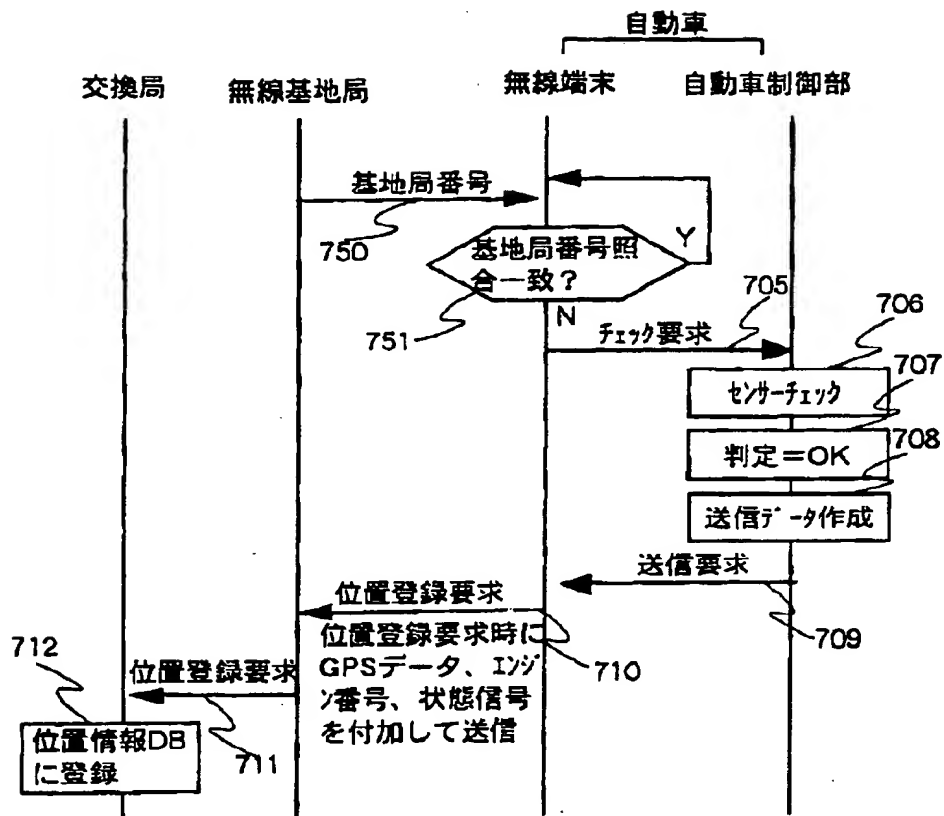 自動車
交換局
無線基地局
無線端末
自動車制御部
基地局番号
750
基地局番号照
合一致？
Y
751
N
705
チェック要求
706
センサーチェック
707
判定＝OK
708
送信データ作成
送信要求
709
位置登録要求
710
位置登録要求時に
GPSデータ、エンジ
ン番号、状態信号
を付加して送信
712
位置登録要求
711
位置情報DB
に登録